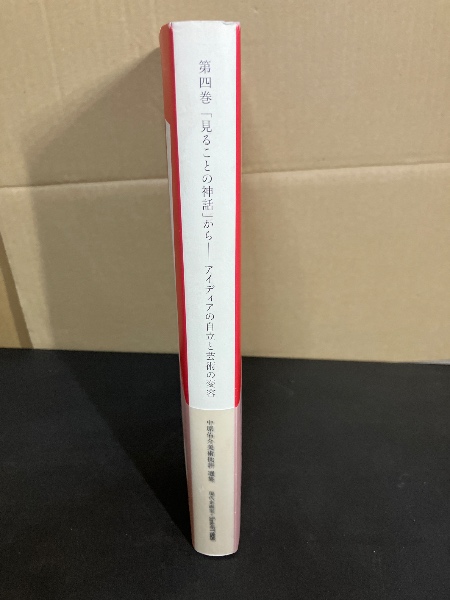 第四巻 「見ることの神話」から― アイディアの自立と芸術の変容
中原佑介美術批評選集